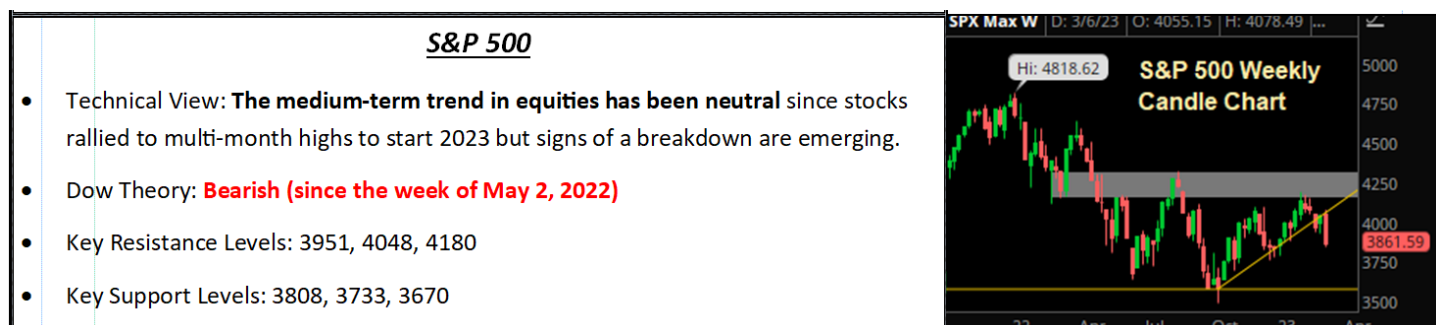 S&P 500
• Technical View: The medium-term trend in equities has been neutral since stocks
rallied to multi-month highs to start 2023 but signs of a breakdown are emerging.
• Dow Theory: Bearish (since the week of May 2, 2022)
• Key Resistance Levels: 3951, 4048, 4180
• Key Support Levels: 3808, 3733, 3670
SPX Max W D: 3/6/23 O: 4055.15 H: 4078.49 ...
Hi: 4818.62
S&P 500 Weekly
Candle Chart
5000
4750
4500
4250
4000
3861.59
3750
3500